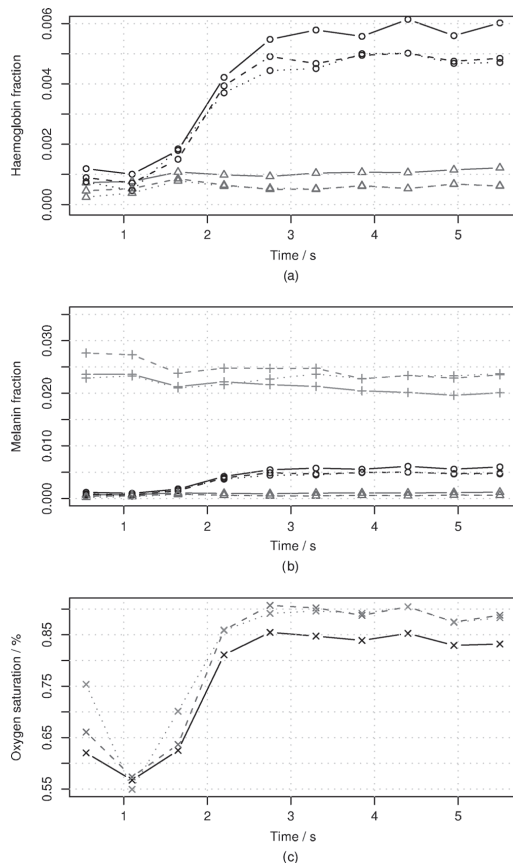 Haemoglobin fraction
0.006
0.004
0.002
0.000
1 2 3 4 5
Time / s
(a)
Melanin fraction
0.030
0.020
0.010
0.000
1 2 3 4 5
Time / s
(b)
Oxygen saturation / %
0.85
0.75
0.65
0.55
1 2 3 4 5
Time / s
(c)